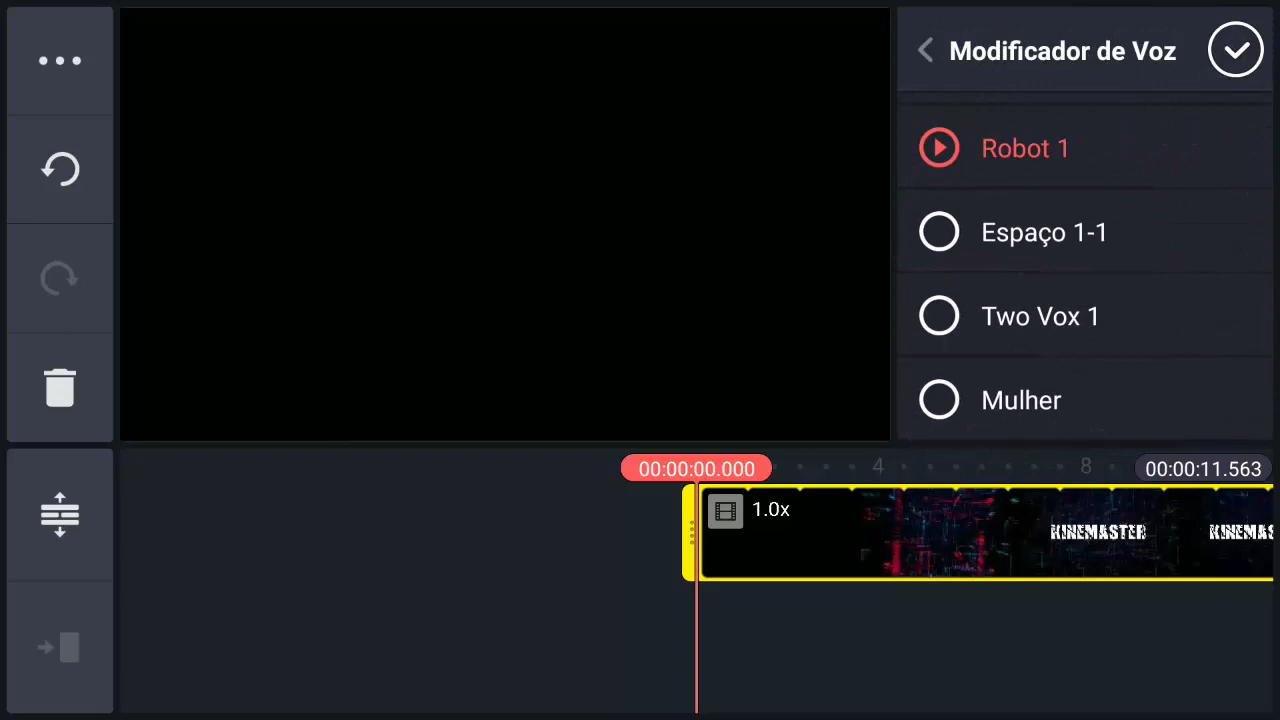 Modificador de Voz
Robot 1
Espaço 1-1
Two Vox 1
Mulher
00:00:00.000
4
8
00:00:11.563
1.0x
KINEMASTER
KINEMAS